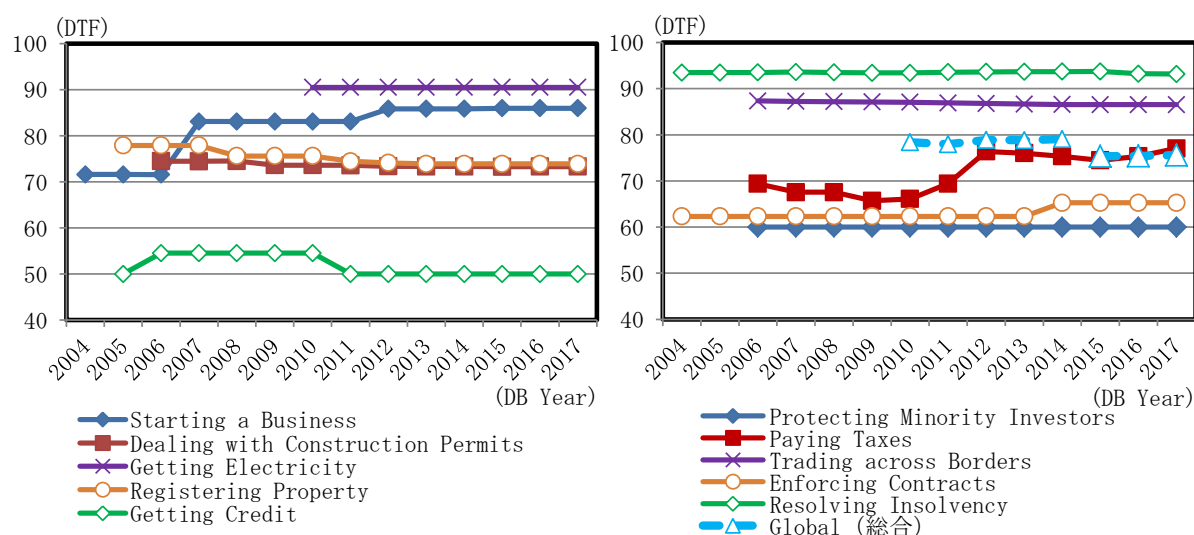 (DTF)
100
90
80
70
60
50
40
2004
2005
2006
2007
2008
2009
2010
2011
2012
2013
2014
2015
2016
2017
(DB Year)
Starting a Business
Dealing with Construction Permits
Getting Electricity
Registering Property
Getting Credit
(DTF)
100
90
80
70
60
50
40
2004
2005
2006
2007
2008
2009
2010
2011
2012
2013
2014
2015
2016
2017
(DB Year)
Protecting Minority Investors
Paying Taxes
Trading across Borders
Enforcing Contracts
Resolving Insolvency
Global (総合)